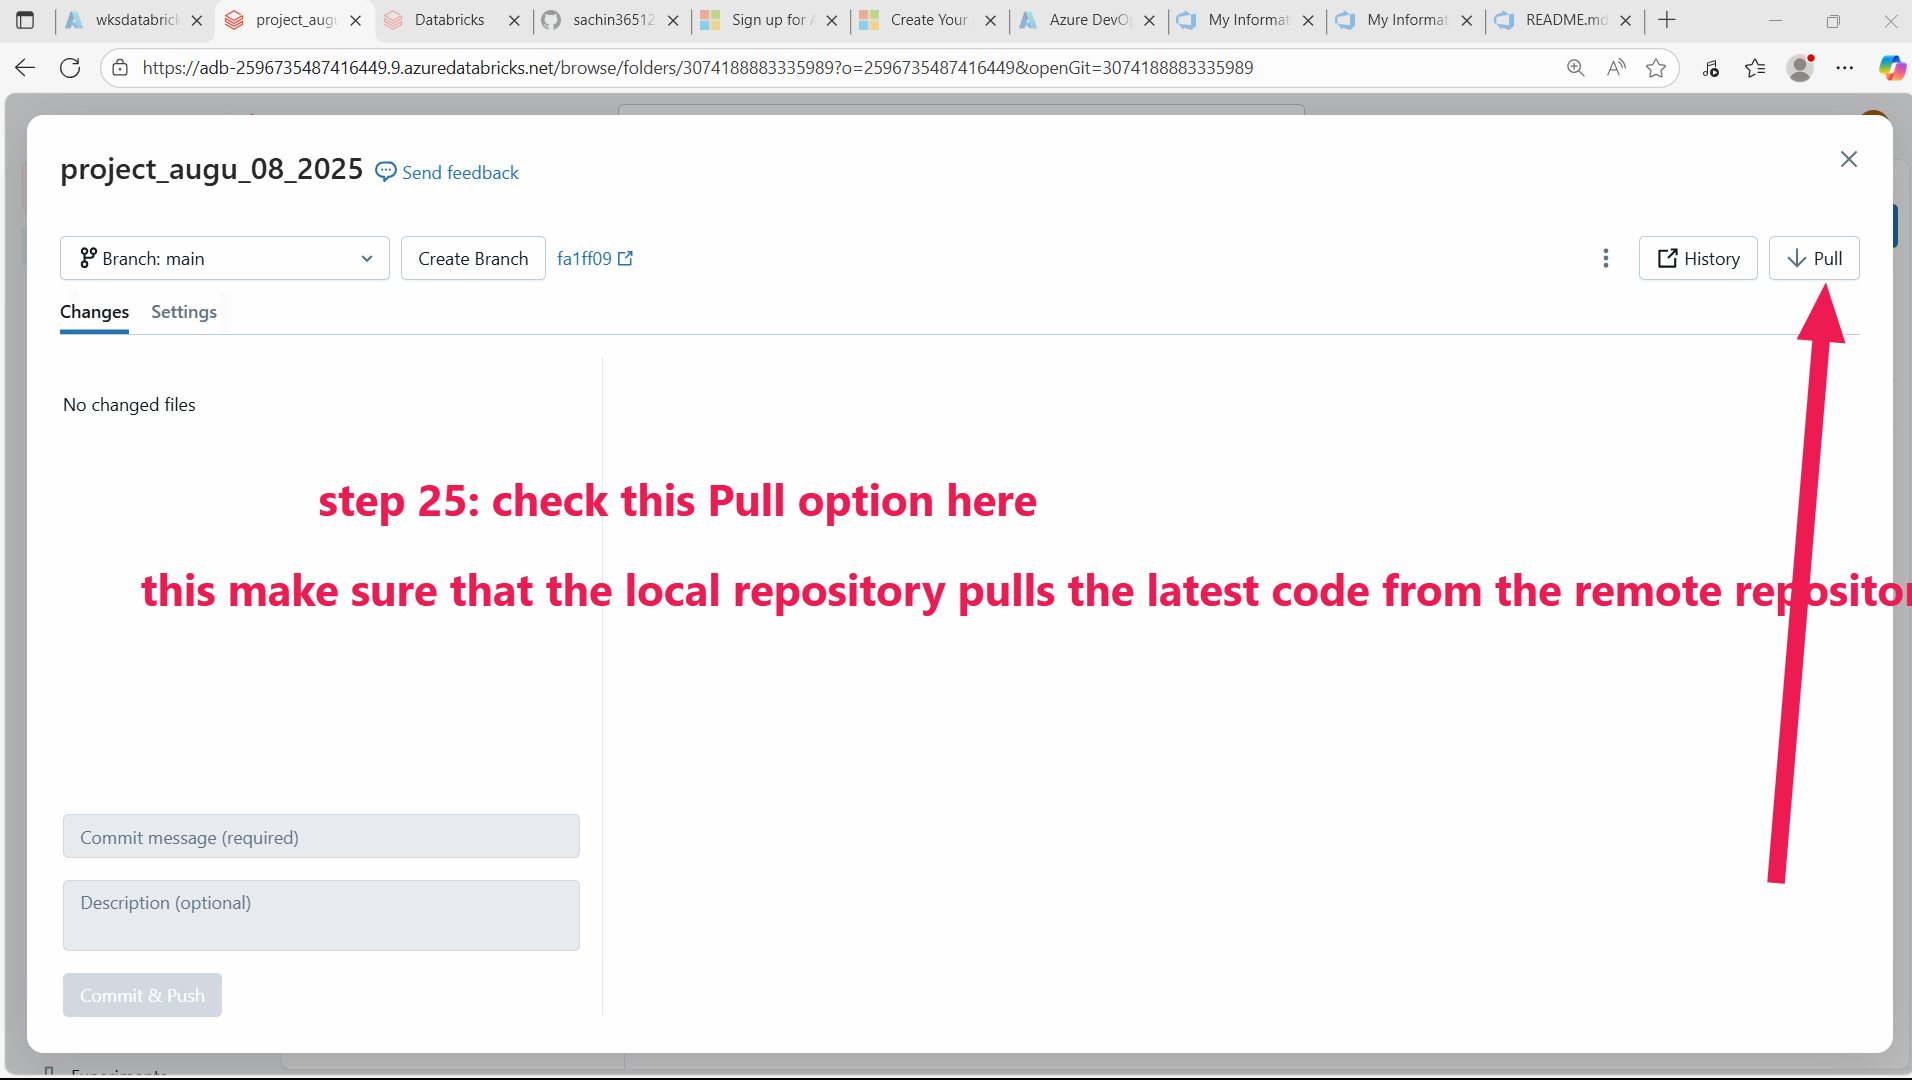 wksdatabrick
project_augu
Databricks
sachin36512
Sign up for A
Create Your A
Azure DevOp
My Informat
My Informat
README.md
https://adb-2596735487416449.9.azuredatabricks.net/browse/folders/3074188883335989?o=2596735487416449&openGit=3074188883335989
project_augu_08_2025
Send feedback
Branch: main
Create Branch
fa1ff09
History
Pull
Changes
Settings
No changed files
step 25: check this Pull option here
this make sure that the local repository pulls the latest code from the remote repositor
Commit message (required)
Description (optional)
Commit & Push